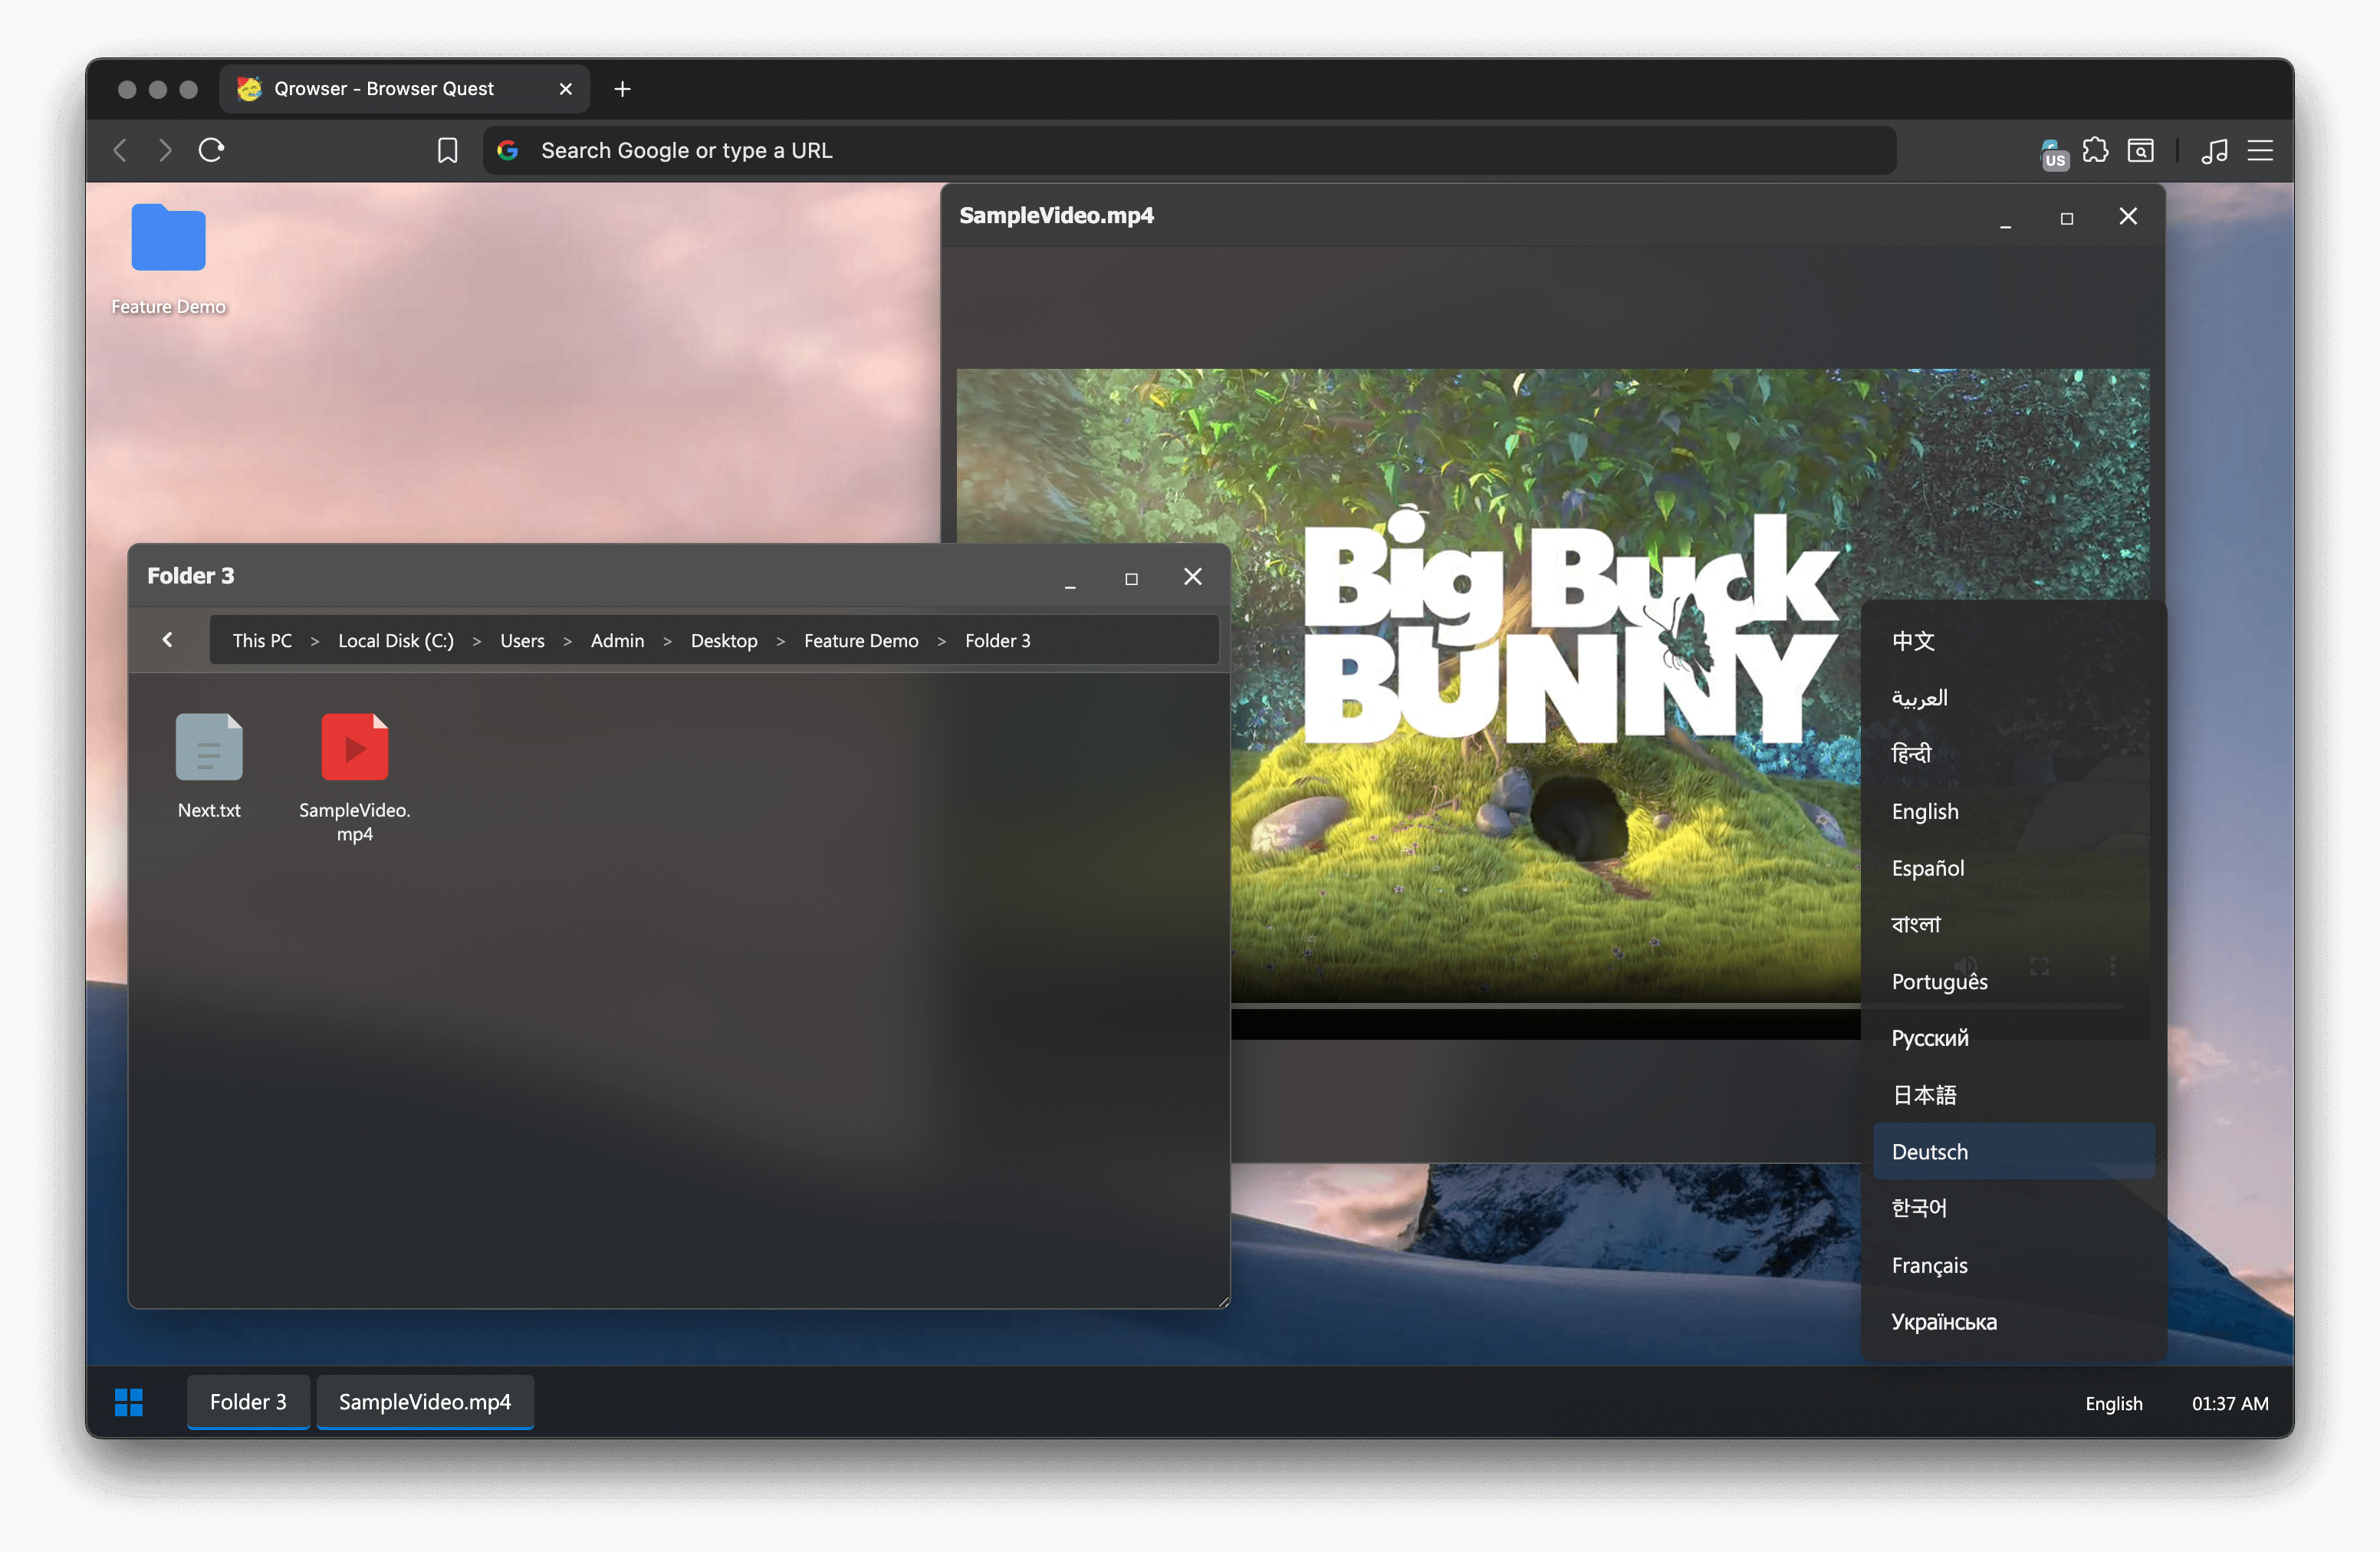 Qrowser - Browser Quest
Search Google or type a URL
US
Feature Demo
SampleVideo.mp4
Big Buck
BUNNY
Folder 3
This PC > Local Disk (C:) > Users > Admin > Desktop > Feature Demo > Folder 3
Next.txt
SampleVideo.
mp4
中文
العربية
हिन्दी
English
Español
বাংলা
Português
Русский
日本語
Deutsch
한국어
Français
Українська
Folder 3
SampleVideo.mp4
English
01:37 AM